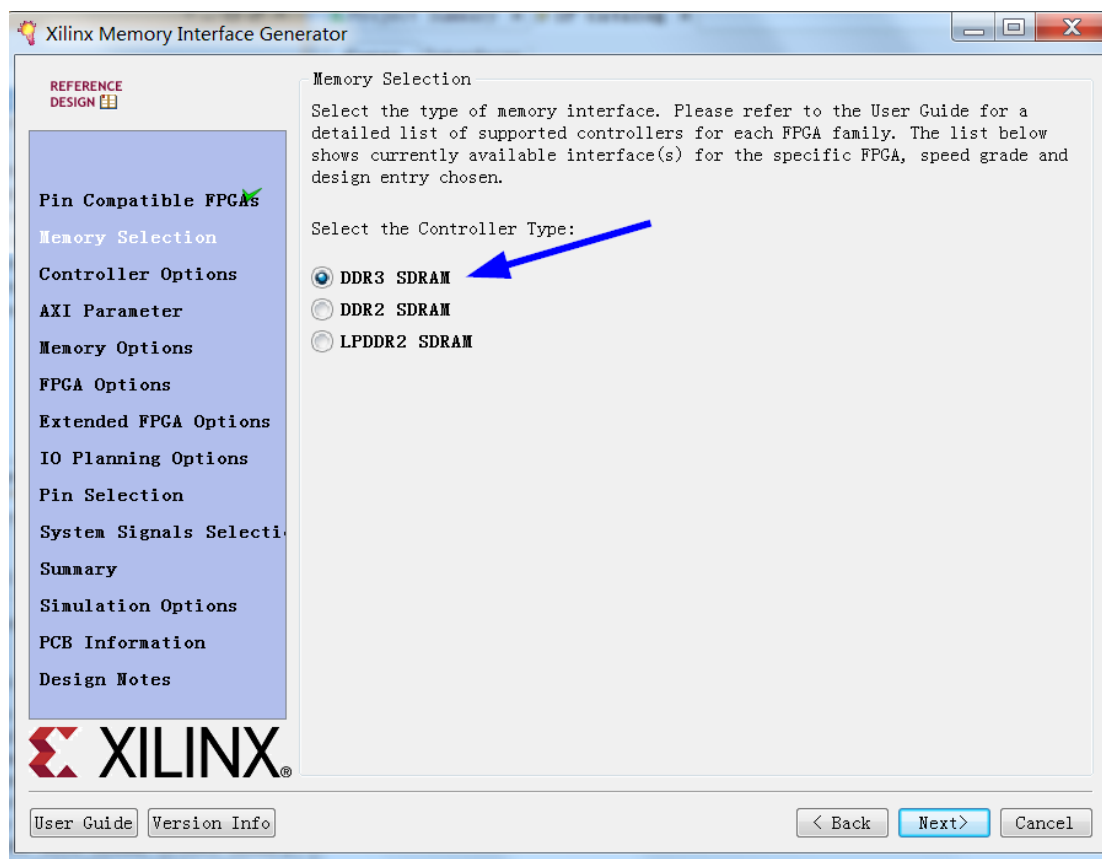 Xilinx Memory Interface Generator
REFERENCE
DESIGN
Pin Compatible FPGAs
Memory Selection
Controller Options
AXI Parameter
Memory Options
FPGA Options
Extended FPGA Options
IO Planning Options
Pin Selection
System Signals Selecti
Summary
Simulation Options
PCB Information
Design Notes
XILINX®
Memory Selection
Select the type of memory interface. Please refer to the User Guide for a
detailed list of supported controllers for each FPGA family. The list below
shows currently available interface(s) for the specific FPGA, speed grade and
design entry chosen.
Select the Controller Type:
DDR3 SDRAM
DDR2 SDRAM
LPDDR2 SDRAM
User Guide
Version Info
< Back
Next>
Cancel